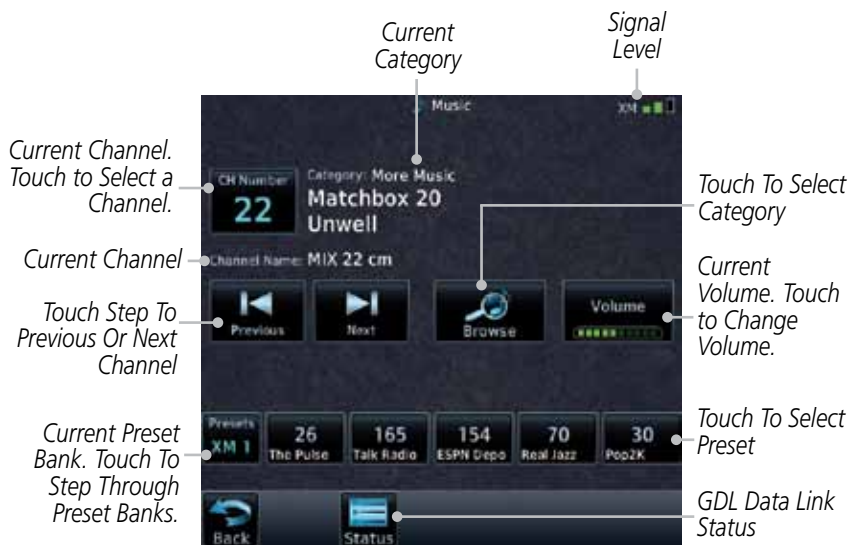 Current
Category
Signal
Level
Music
XM
Current Channel.
Touch to Select a
Channel.
CH Number
22
Category: More Music
Matchbox 20
Unwell
Touch To Select
Category
Current Channel
Channel Name: MIX 22 cm
Current
Volume. Touch
to Change
Volume.
Touch Step To
Previous Or Next
Channel
Previous
Next
Browse
Volume
Current Preset
Bank. Touch To
Step Through
Preset Banks.
Presets
XM 1
26
The Pulse
165
Talk Radio
154
ESPN Depo
70
Real Jazz
30
Pop2K
Touch To Select
Preset
Back
Status
GDL Data Link
Status